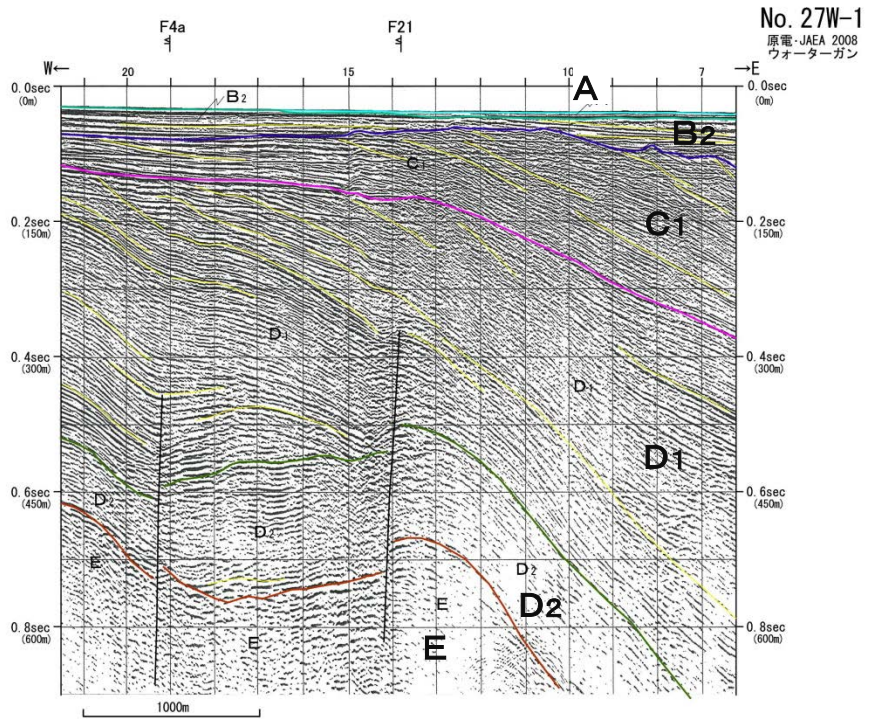 No. 27W-1
原電・JAEA 2008
ウォーターガン
F4a
F21
W← 20 15 10 7 →E
0.0sec
(0m)
0.0sec
(0m)
A
B2
B2
C1
C1
0.2sec
(150m)
0.2sec
(150m)
D1
0.4sec
(300m)
0.4sec
(300m)
D1
D1
0.6sec
(450m)
0.6sec
(450m)
D2
D2
E
D2
D2
E
0.8sec
(600m)
0.8sec
(600m)
E
E
1000m